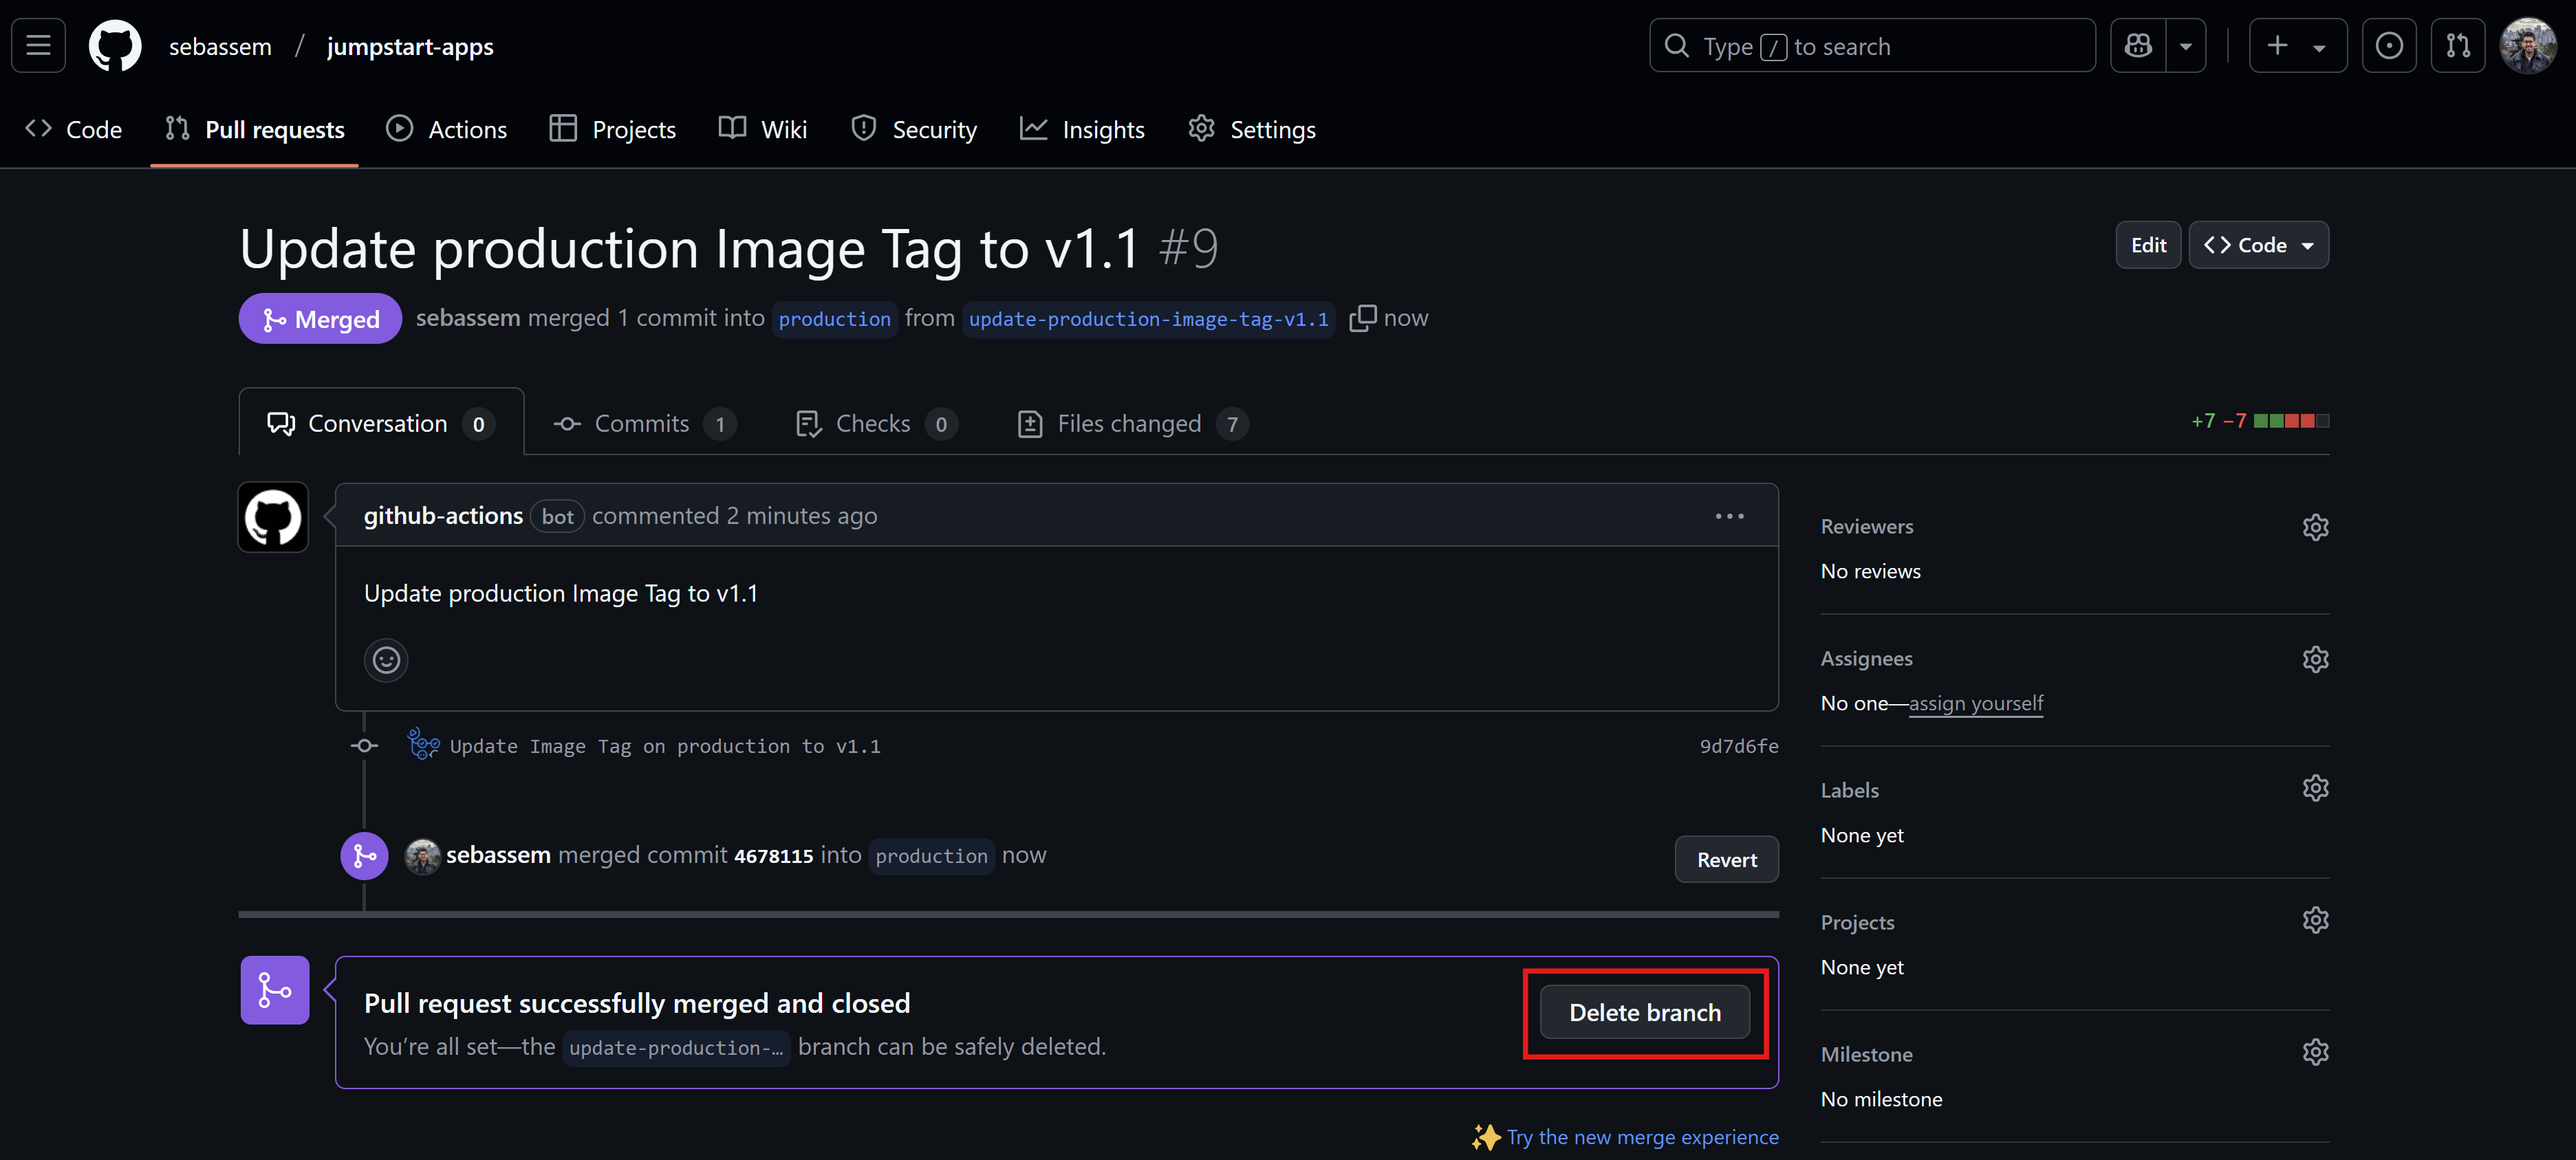 sebassem / jumpstart-apps
Type / to search
Code
Pull requests
Actions
Projects
Wiki
Security
Insights
Settings
Update production Image Tag to v1.1 #9
Edit
Code
Merged
sebassem merged 1 commit into production from update-production-image-tag-v1.1 now
Conversation 0
Commits 1
Checks 0
Files changed 7
+7 −7
github-actions bot commented 2 minutes ago
Update production Image Tag to v1.1
Update Image Tag on production to v1.1
9d7d6fe
sebassem merged commit 4678115 into production now
Revert
Pull request successfully merged and closed
You're all set—the update-production-… branch can be safely deleted.
Delete branch
Try the new merge experience
Reviewers
No reviews
Assignees
No one—assign yourself
Labels
None yet
Projects
None yet
Milestone
No milestone